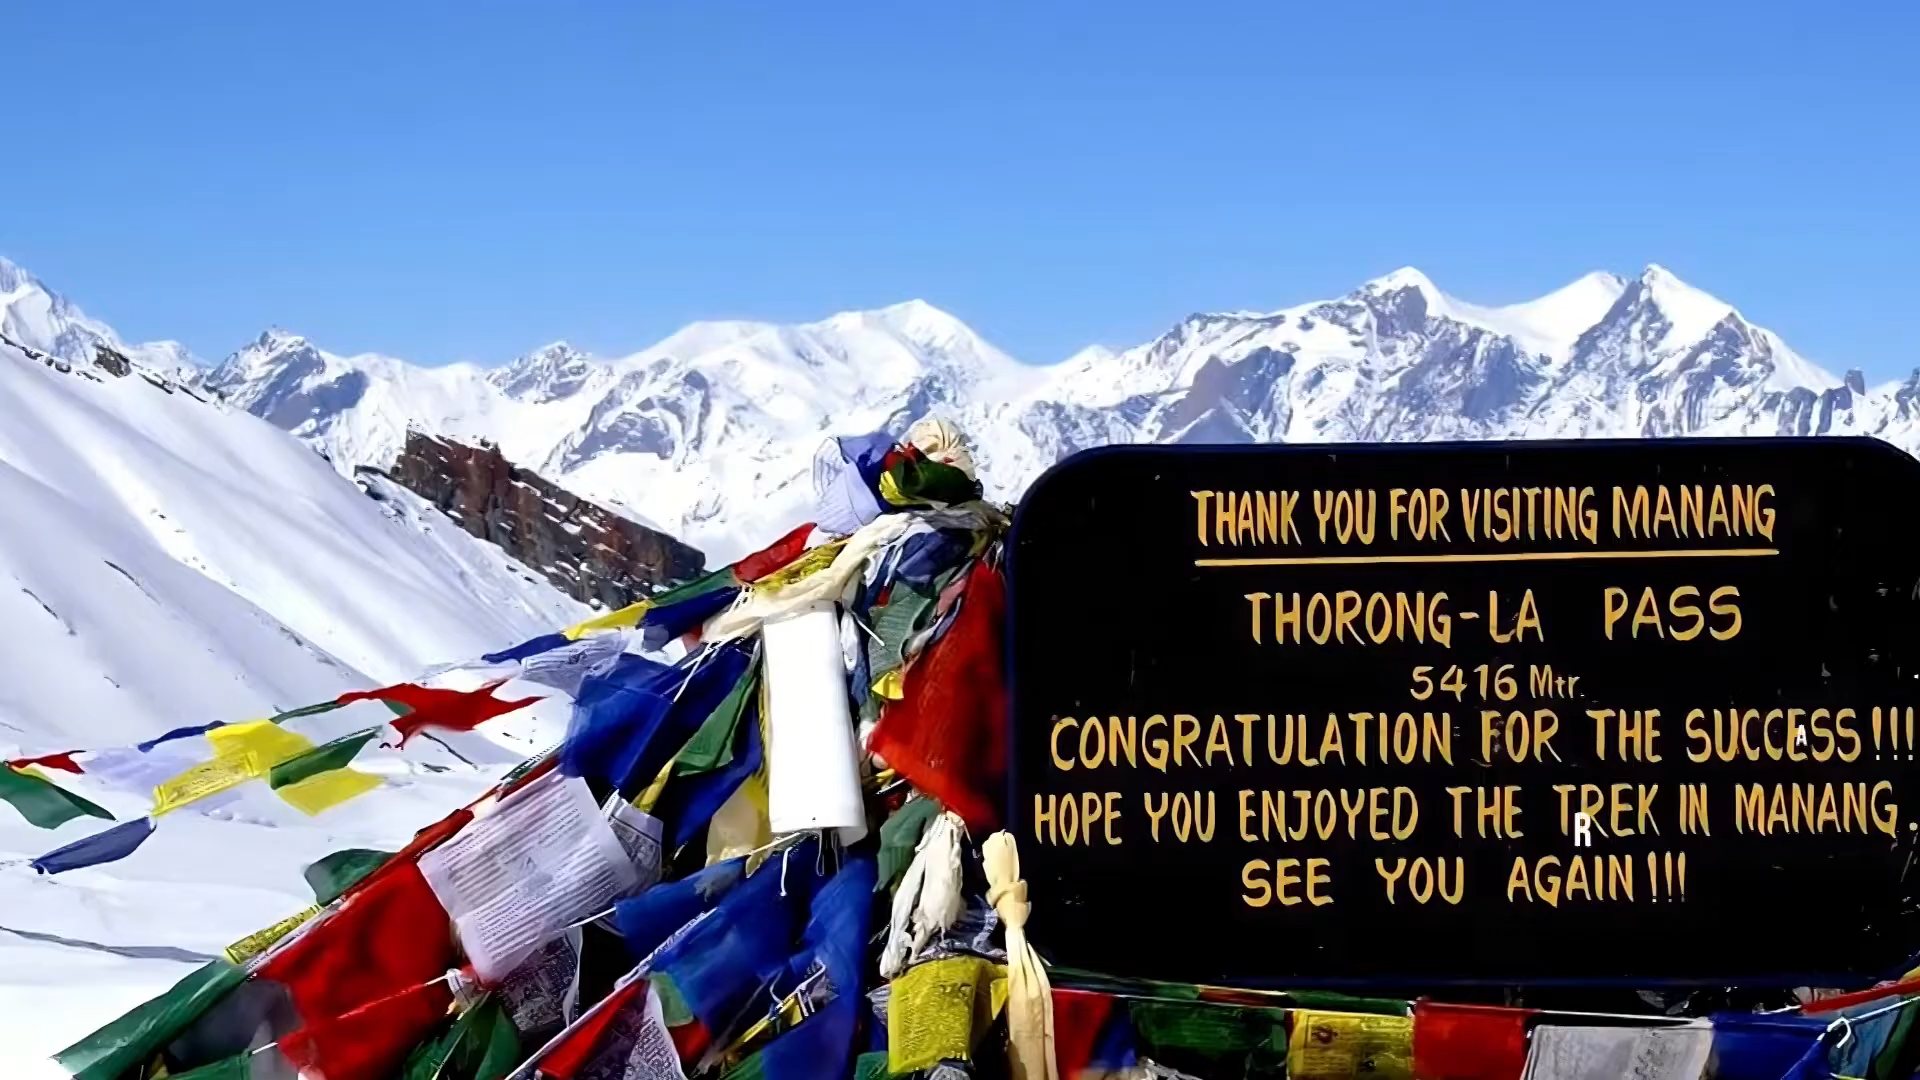 THANK YOU FOR VISITING MANANG
THORONG-LA PASS
5416 Mtr.
CONGRATULATION FOR THE SUCCESS!!!
HOPE YOU ENJOYED THE TREK IN MANANG.
SEE YOU AGAIN!!!
A
R